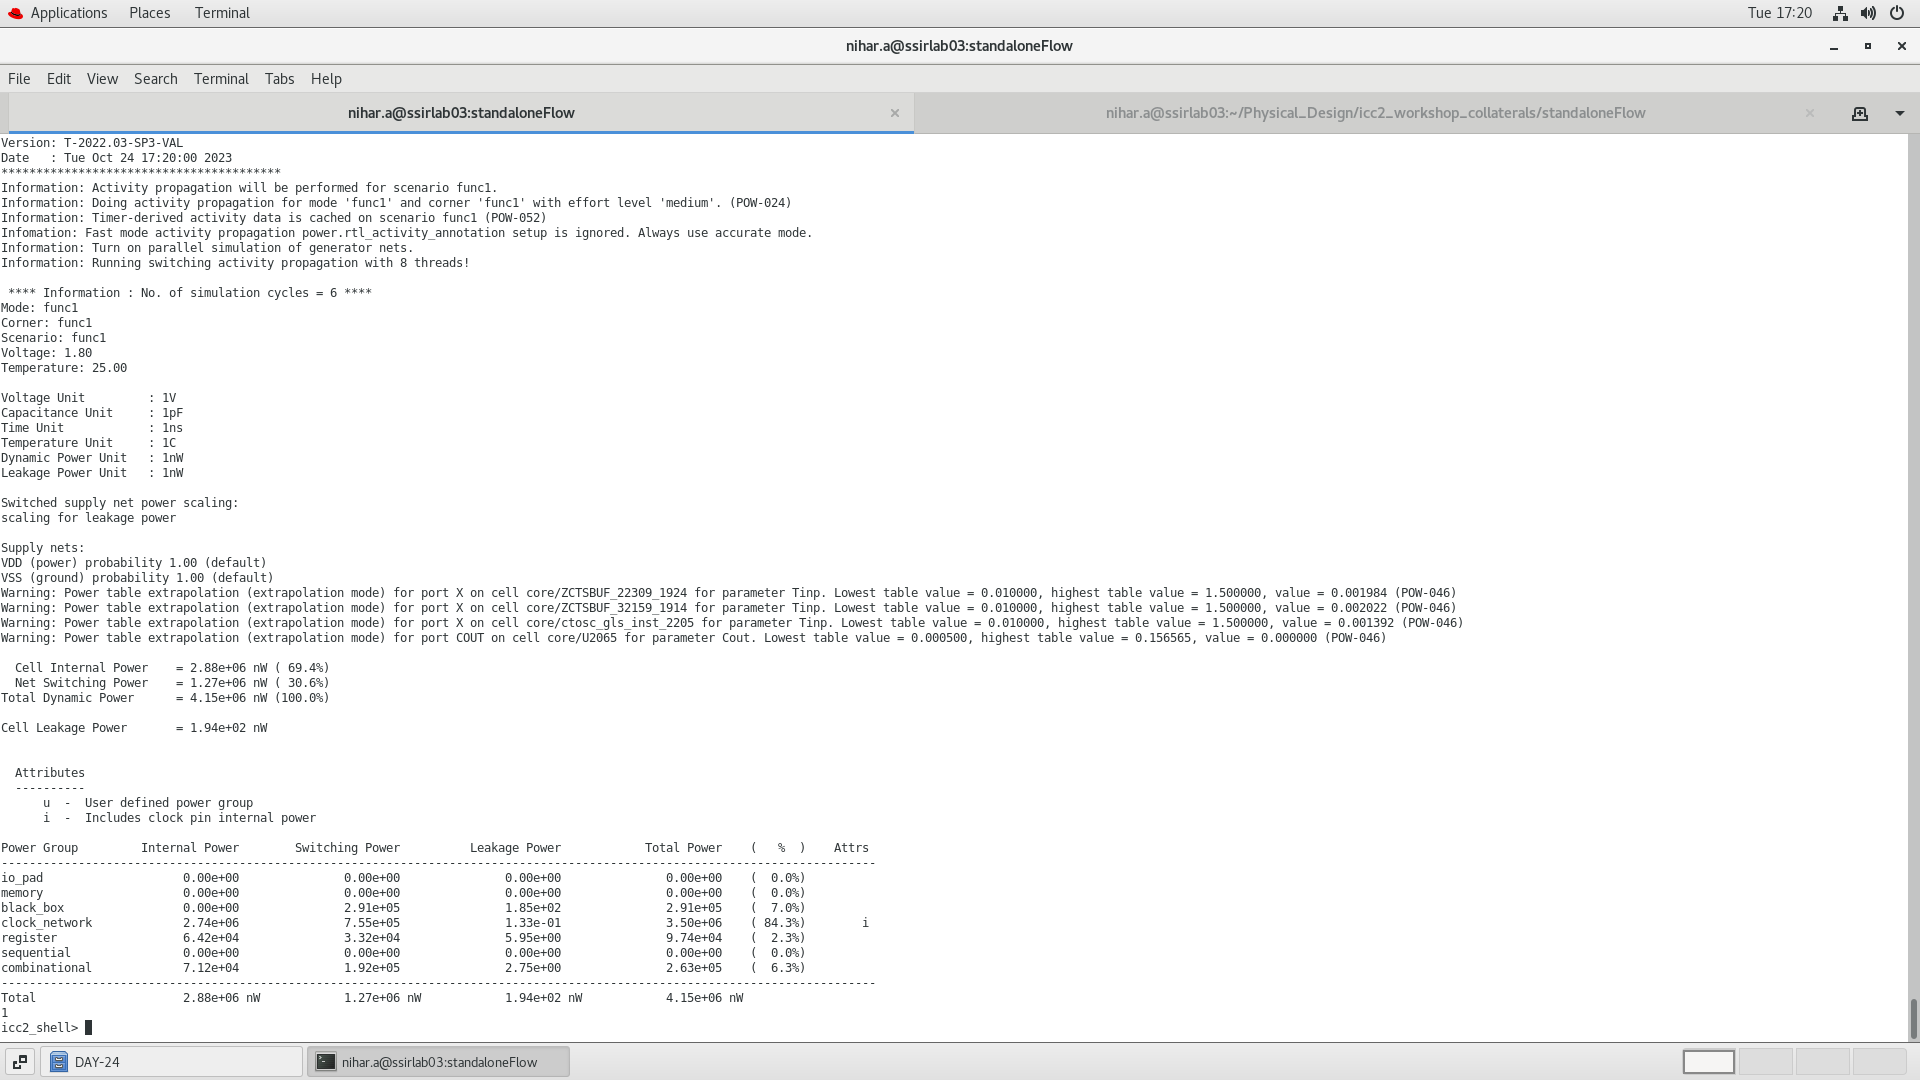 Applications Places Terminal Tue 17:20
nihar.a@ssirlab03:standaloneFlow
File Edit View Search Terminal Tabs Help
nihar.a@ssirlab03:standaloneFlow × nihar.a@ssirlab03:~/Physical_Design/icc2_workshop_collaterals/standaloneFlow ×
Version: T-2022.03-SP3-VAL
Date   : Tue Oct 24 17:20:00 2023
****************************************
Information: Activity propagation will be performed for scenario func1.
Information: Doing activity propagation for mode 'func1' and corner 'func1' with effort level 'medium'. (POW-024)
Information: Timer-derived activity data is cached on scenario func1 (POW-052)
Infomation: Fast mode activity propagation power.rtl_activity_annotation setup is ignored. Always use accurate mode.
Information: Turn on parallel simulation of generator nets.
Information: Running switching activity propagation with 8 threads!
**** Information : No. of simulation cycles = 6 ****
Mode: func1
Corner: func1
Scenario: func1
Voltage: 1.80
Temperature: 25.00
Voltage Unit         : 1V
Capacitance Unit     : 1pF
Time Unit            : 1ns
Temperature Unit     : 1C
Dynamic Power Unit   : 1nW
Leakage Power Unit   : 1nW
Switched supply net power scaling:
scaling for leakage power
Supply nets:
VDD (power) probability 1.00 (default)
VSS (ground) probability 1.00 (default)
Warning: Power table extrapolation (extrapolation mode) for port X on cell core/ZCTSBUF_22309_1924 for parameter Tinp. Lowest table value = 0.010000, highest table value = 1.500000, value = 0.001984 (POW-046)
Warning: Power table extrapolation (extrapolation mode) for port X on cell core/ZCTSBUF_32159_1914 for parameter Tinp. Lowest table value = 0.010000, highest table value = 1.500000, value = 0.002022 (POW-046)
Warning: Power table extrapolation (extrapolation mode) for port X on cell core/ctosc_gls_inst_2205 for parameter Tinp. Lowest table value = 0.010000, highest table value = 1.500000, value = 0.001392 (POW-046)
Warning: Power table extrapolation (extrapolation mode) for port COUT on cell core/U2065 for parameter Cout. Lowest table value = 0.000500, highest table value = 0.156565, value = 0.000000 (POW-046)
Cell Internal Power    = 2.88e+06 nW ( 69.4%)
Net Switching Power    = 1.27e+06 nW ( 30.6%)
Total Dynamic Power      = 4.15e+06 nW (100.0%)
Cell Leakage Power       = 1.94e+02 nW
Attributes
----------
u  -  User defined power group
i  -  Includes clock pin internal power
Power Group         Internal Power        Switching Power          Leakage Power            Total Power    (   %  )    Attrs
-----------------------------------------------------------------------------------------------------------------------------
io_pad                    0.00e+00               0.00e+00               0.00e+00               0.00e+00    (  0.0%)
memory                    0.00e+00               0.00e+00               0.00e+00               0.00e+00    (  0.0%)
black_box                 0.00e+00               2.91e+05               1.85e+02               2.91e+05    (  7.0%)
clock_network             2.74e+06               7.55e+05               1.33e-01               3.50e+06    ( 84.3%)        i
register                  6.42e+04               3.32e+04               5.95e+00               9.74e+04    (  2.3%)
sequential                0.00e+00               0.00e+00               0.00e+00               0.00e+00    (  0.0%)
combinational             7.12e+04               1.92e+05               2.75e+00               2.63e+05    (  6.3%)
-----------------------------------------------------------------------------------------------------------------------------
Total                     2.88e+06 nW            1.27e+06 nW            1.94e+02 nW            4.15e+06 nW
1
icc2_shell>
DAY-24 nihar.a@ssirlab03:standaloneFlow